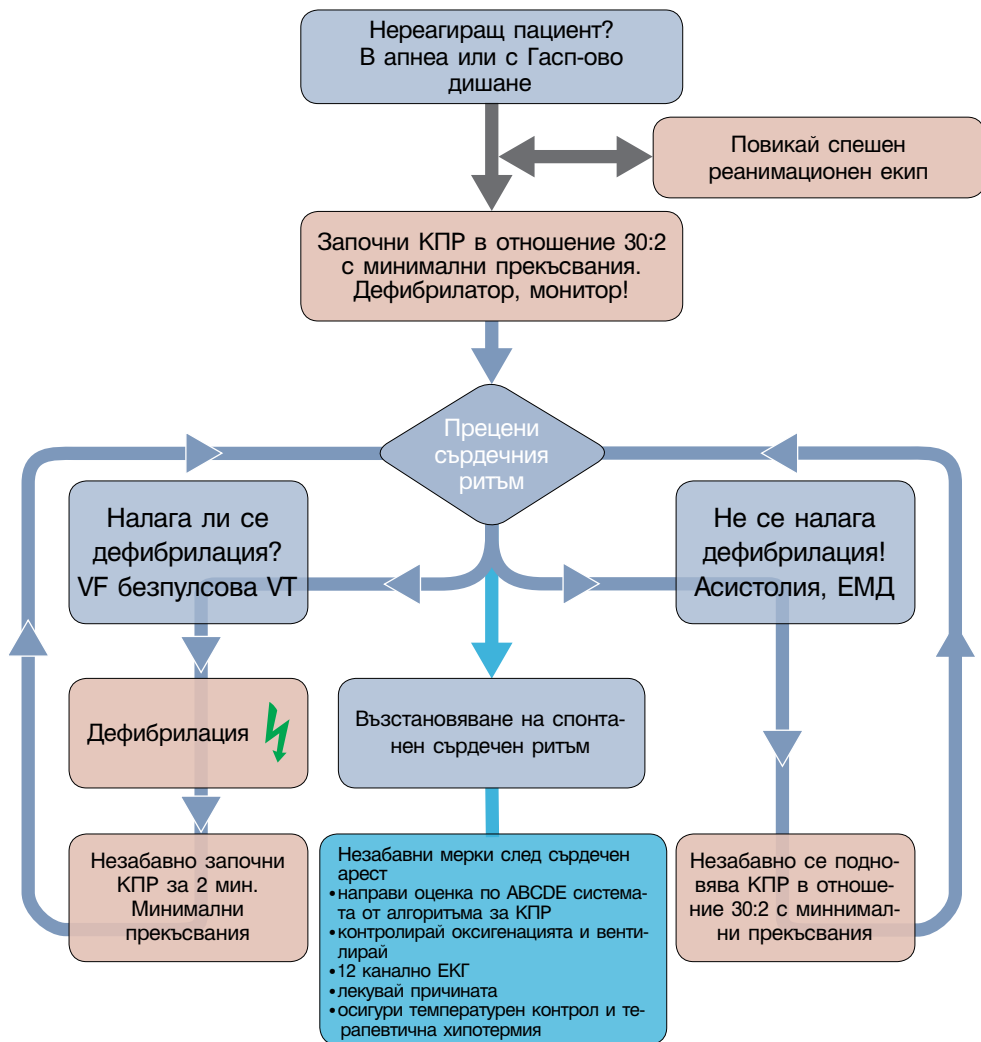 Нереагиращ пациент?
В апнеа или с Гасп-ово
дишане
Повикай спешен
реанимационен екип
Започни КПР в отношение 30:2
с минимални прекъсвания.
Дефибрилатор, монитор!
Прецени
сърдечния
ритъм
Налага ли се
дефибрилация?
VF безпулсова VT
Не се налага
дефибрилация!
Асистолия, ЕМД
Дефибрилация
Възстановяване на спонта-
нен сърдечен ритъм
Незабавно започни
КПР за 2 мин.
Минимални
прекъсвания
Незабавни мерки след сърдечен
арест
•направи оценка по ABCDE система-
та от алгоритъма за КПР
•контролирай оксигенацията и венти-
лирай
•12 канално ЕКГ
•лекувай причината
•осигури температурен контрол и те-
рапевтична хипотермия
Незабавно се подно-
вява КПР в отноше-
ние 30:2 с миннимал-
ни прекъсвания